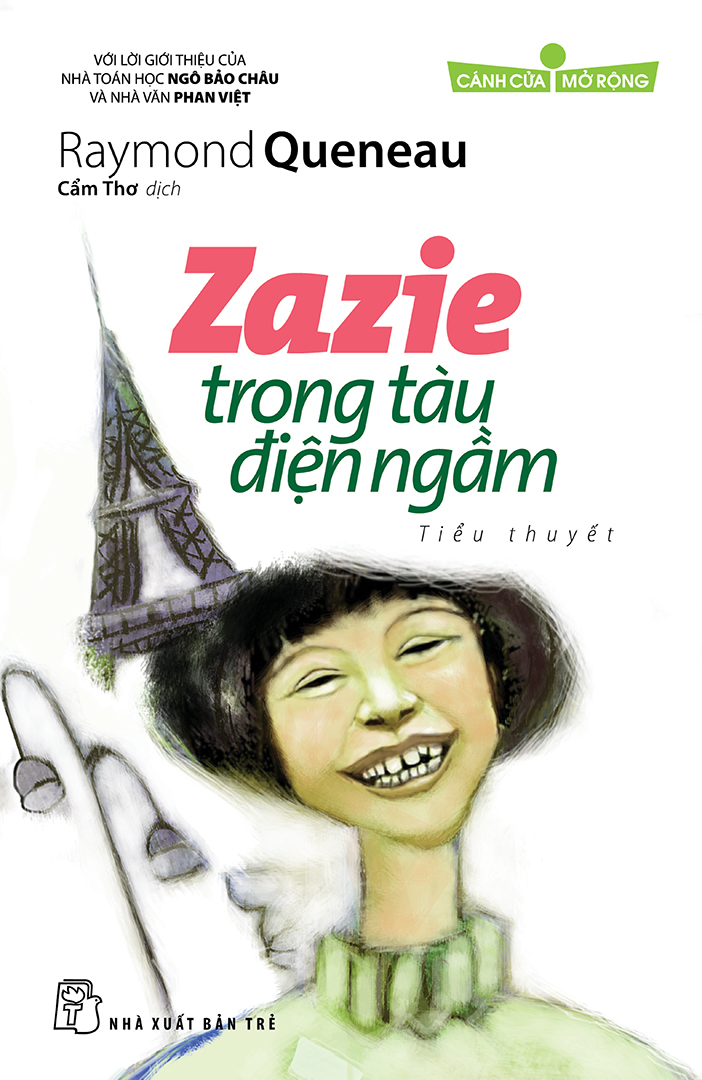 VỚI LỜI GIỚI THIỆU CỦA
NHÀ TOÁN HỌC NGÔ BẢO CHÂU
VÀ NHÀ VĂN PHAN VIỆT
CÁNH CỬA MỞ RỘNG
Raymond Queneau
Cẩm Thơ dịch
Zazie
trong tàu
điện ngầm
Tiểu thuyết
T
NHÀ XUẤT BẢN TRẺ